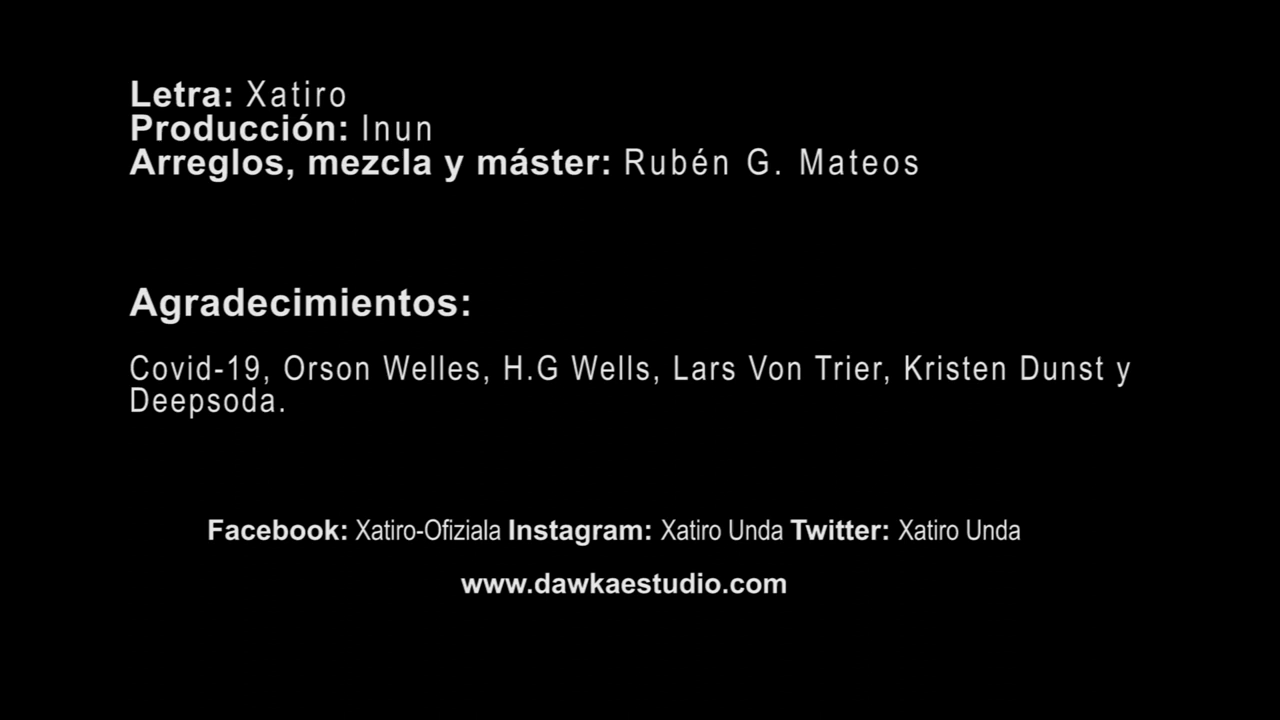 Letra: Xatiro
Producción: Inun
Arreglos, mezcla y máster: Rubén G. Mateos
Agradecimientos:
Covid-19, Orson Welles, H.G Wells, Lars Von Trier, Kristen Dunst y
Deepsoda.
Facebook: Xatiro-Ofiziala Instagram: Xatiro Unda Twitter: Xatiro Unda
www.dawkaestudio.com